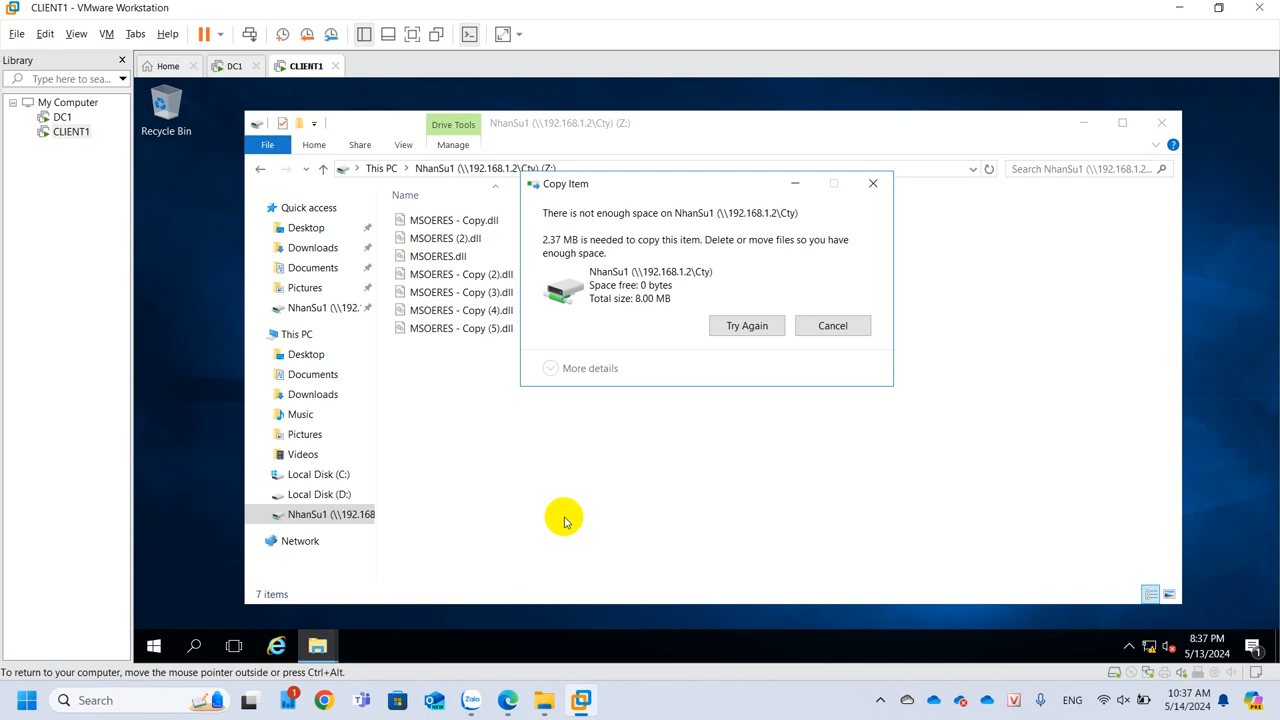 CLIENT1 - VMware Workstation
File Edit View VM Tabs Help
Library
Type here to sea...
My Computer
DC1
CLIENT1
Home DC1 CLIENT1
Recycle Bin
Drive Tools
NhanSu1 (\\192.168.1.2\Cty) (Z:)
File Home Share View Manage
This PC NhanSu1 (\\192.168.1.2\Cty) (Z:)
Search NhanSu1 (\\192.168.1.2...
Quick access
Desktop
Downloads
Documents
Pictures
NhanSu1 (\\192.
This PC
Desktop
Documents
Downloads
Music
Pictures
Videos
Local Disk (C:)
Local Disk (D:)
NhanSu1 (\\192.168
Network
Name
MSOERES - Copy.dll
MSOERES (2).dll
MSOERES.dll
MSOERES - Copy (2).dll
MSOERES - Copy (3).dll
MSOERES - Copy (4).dll
MSOERES - Copy (5).dll
Copy Item
There is not enough space on NhanSu1 (\\192.168.1.2\Cty)
2.37 MB is needed to copy this item. Delete or move files so you have
enough space.
NhanSu1 (\\192.168.1.2\Cty)
Space free: 0 bytes
Total size: 8.00 MB
Try Again Cancel
More details
7 items
8:37 PM
5/13/2024
1
To return to your computer, move the mouse pointer outside or press Ctrl+Alt.
Search
1
NEW
ENG
10:37 AM
5/14/2024
PRE